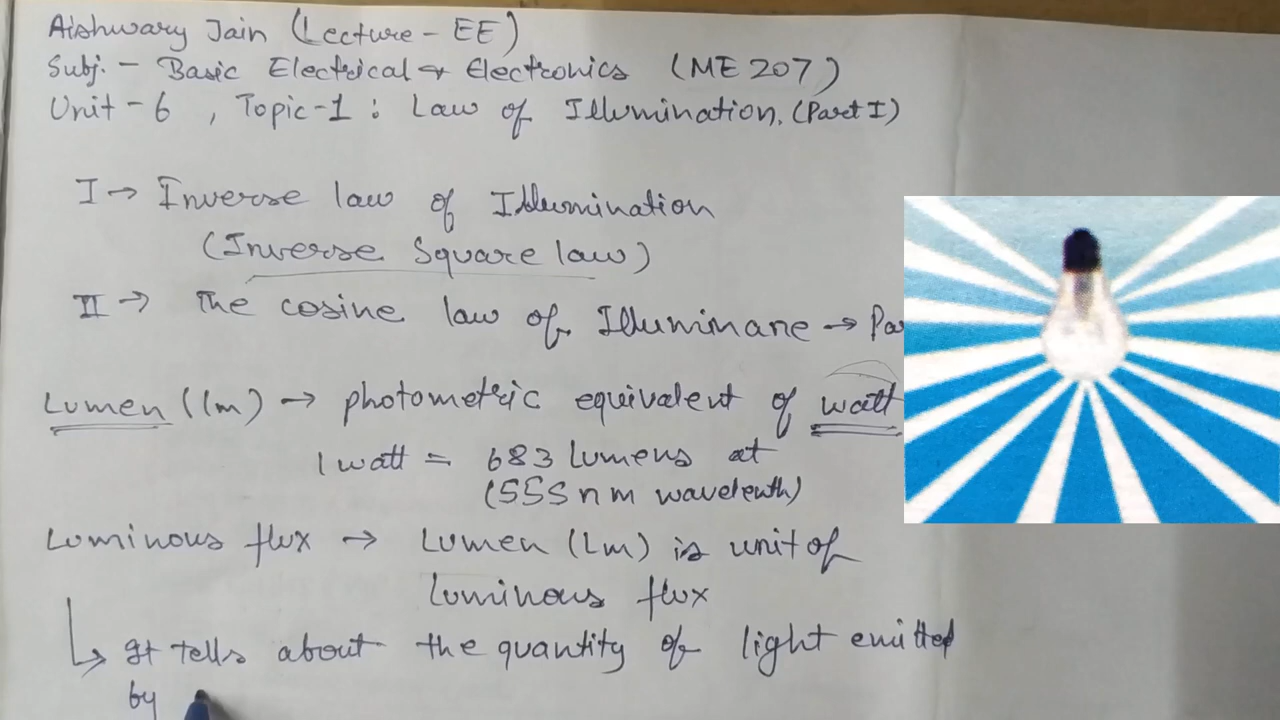 Aishwary Jain (Lecture - EE)
Subj. - Basic Electrical & Electronics (ME 207)
Unit - 6 , Topic - 1 : Law of Illumination. (Part I)
I → Inverse law of Illumination
(Inverse Square law)
II → The cosine law of Illuminane → Pa
Lumen (lm) → photometric equivalent of watt
1 watt = 683 lumens at
(555 nm wavelenth)
Luminous flux → Lumen (Lm) is unit of
Luminous flux
↳ It tells about the quantity of light emitted
by